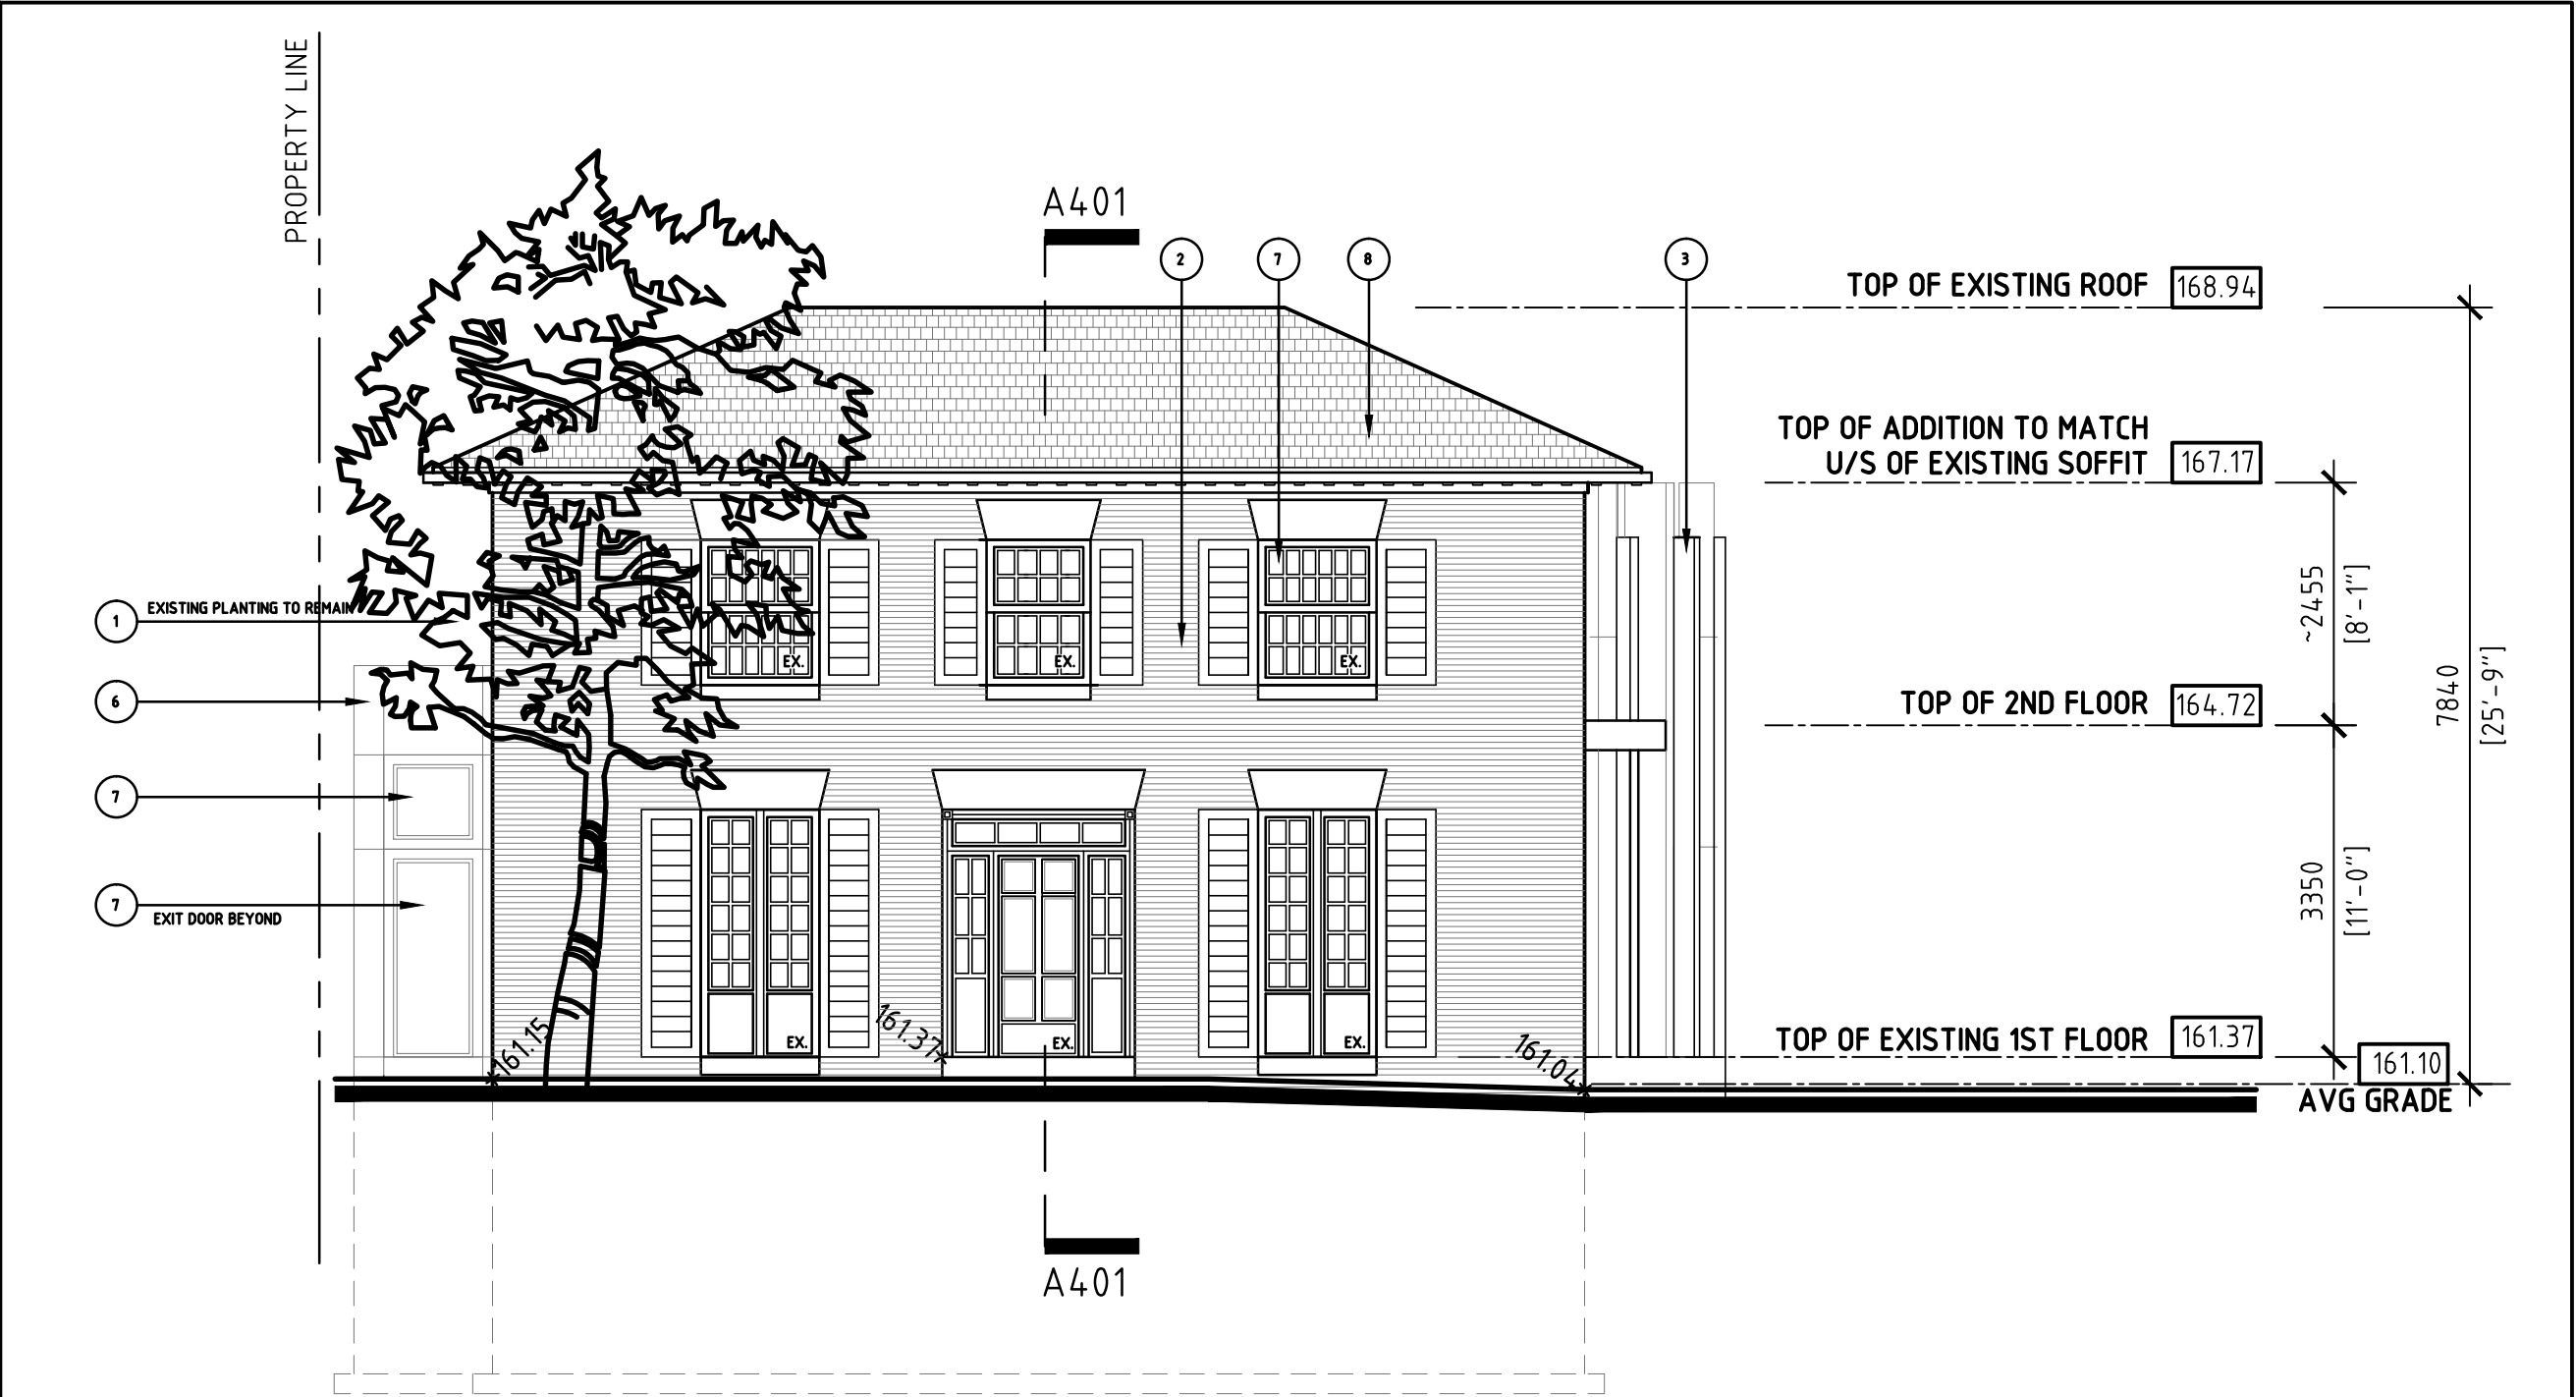 PROPERTY LINE
A401
2
7
8
3
TOP OF EXISTING ROOF 168.94
TOP OF ADDITION TO MATCH
U/S OF EXISTING SOFFIT 167.17
1 EXISTING PLANTING TO REMAIN
~2455
[8'-1"]
EX.
EX.
EX.
6
TOP OF 2ND FLOOR 164.72
7840
[25'-9"]
7
7
EXIT DOOR BEYOND
3350
[11'-0"]
161.15
161.37
161.04
EX.
EX.
EX.
TOP OF EXISTING 1ST FLOOR 161.37
161.10
AVG GRADE
A401